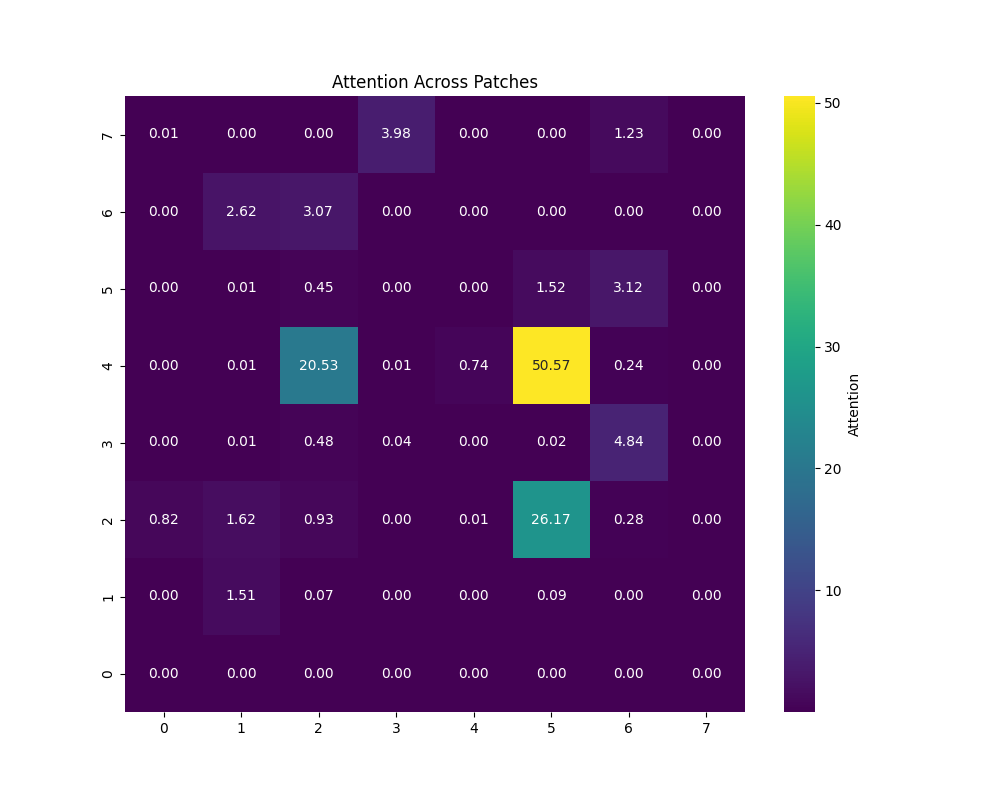 Attention Across Patches
7 0.01 0.00 0.00 3.98 0.00 0.00 1.23 0.00 50
6 0.00 2.62 3.07 0.00 0.00 0.00 0.00 0.00 40
5 0.00 0.01 0.45 0.00 0.00 1.52 3.12 0.00 30
4 0.00 0.01 20.53 0.01 0.74 50.57 0.24 0.00 Attention
3 0.00 0.01 0.48 0.04 0.00 0.02 4.84 0.00 20
2 0.82 1.62 0.93 0.00 0.01 26.17 0.28 0.00
1 0.00 1.51 0.07 0.00 0.00 0.09 0.00 0.00 10
0 0.00 0.00 0.00 0.00 0.00 0.00 0.00 0.00
0 1 2 3 4 5 6 7